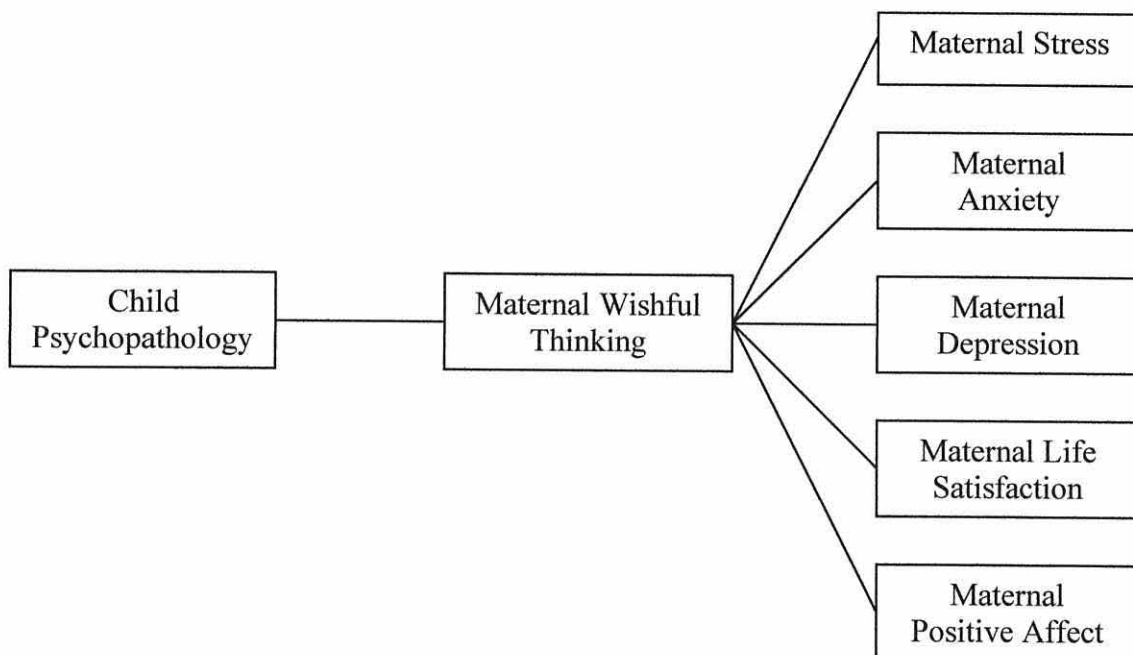 Child
Psychopathology
Maternal Wishful
Thinking
Maternal Stress
Maternal
Anxiety
Maternal
Depression
Maternal Life
Satisfaction
Maternal
Positive Affect